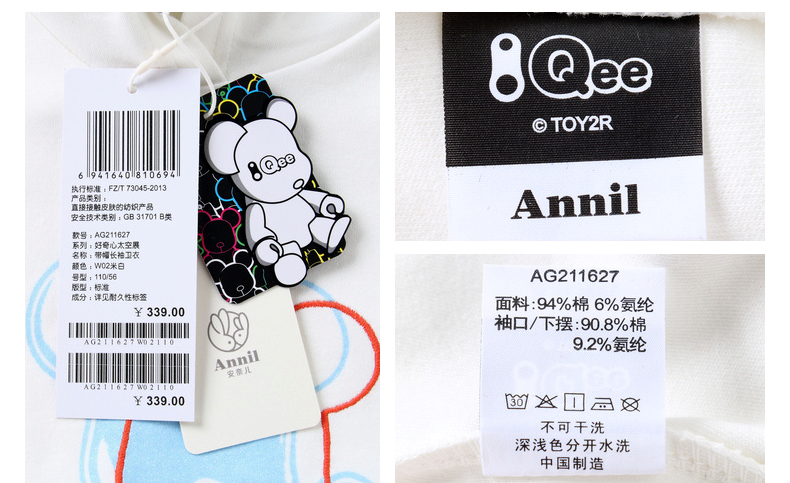 6 941640 810694
执行标准：FZ/T 73045-2013
产品类别：
直接接触皮肤的纺织产品
安全技术类别：GB 31701 B类
款号：AG211627
系列：好奇心太空展
名称：带帽长袖卫衣
颜色：W02米白
号型：110/56
版型：标准
成分：详见耐久性标签
￥ 339.00
AG211627W02110
AG211627W02110
￥ 339.00
Qee
Annil
安奈儿
Qee
© TOY2R
Annil
AG211627
面料：94%棉 6%氨纶
袖口/下摆：90.8%棉
9.2%氨纶
30
不可干洗
深浅色分开水洗
中国制造